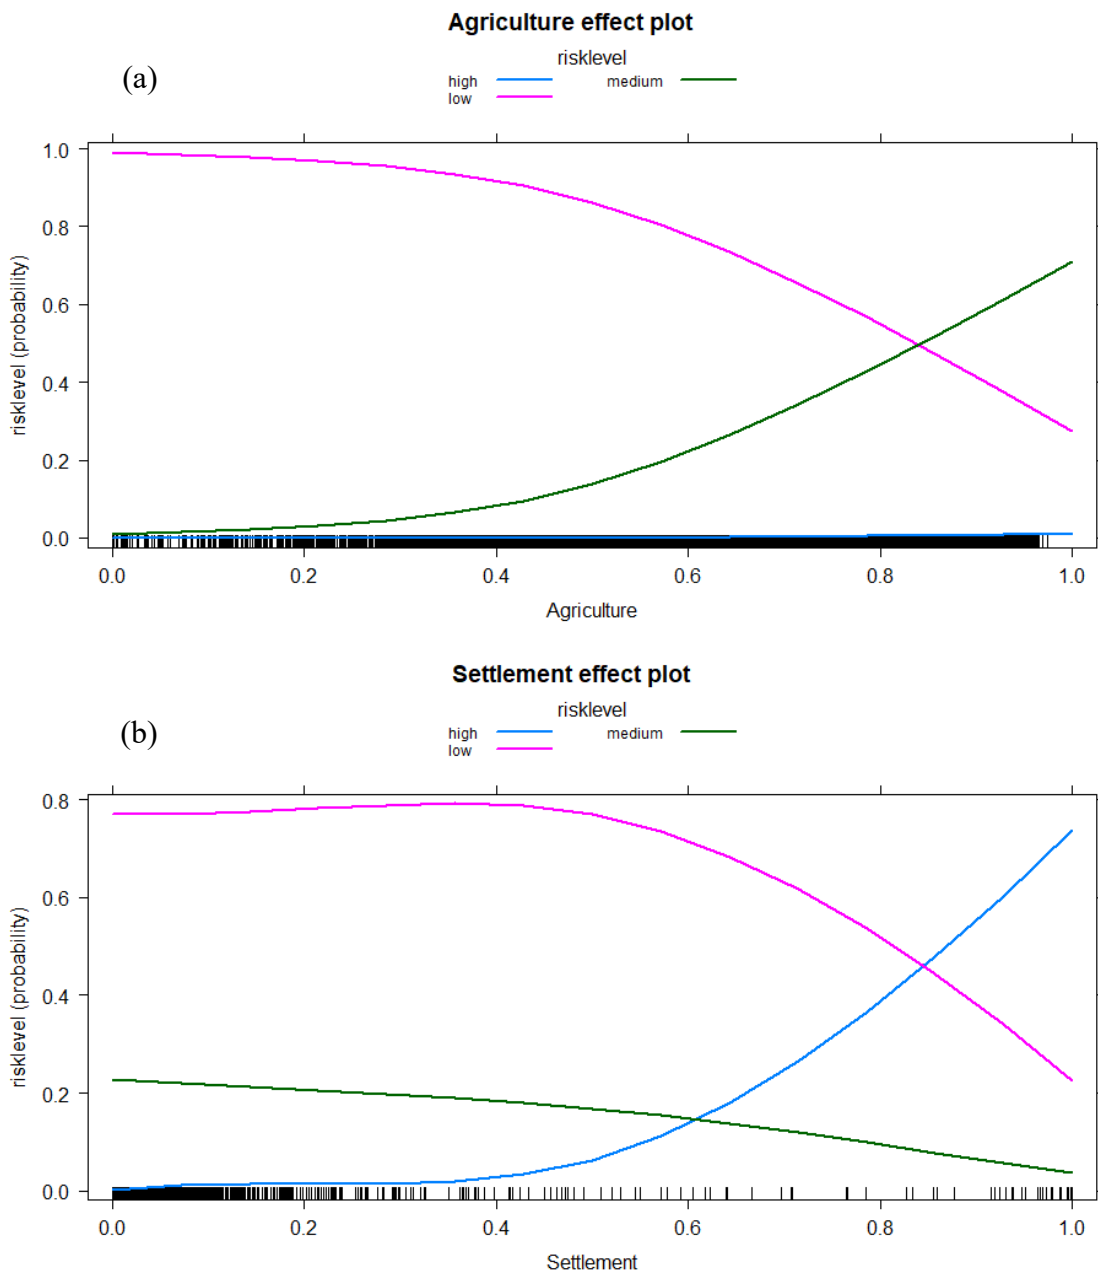 Agriculture effect plot
(a)
risklevel
high medium
low
risklevel (probability)
1.0
0.8
0.6
0.4
0.2
0.0
0.0 0.2 0.4 0.6 0.8 1.0
Agriculture
Settlement effect plot
(b)
risklevel
high medium
low
risklevel (probability)
0.8
0.6
0.4
0.2
0.0
0.0 0.2 0.4 0.6 0.8 1.0
Settlement